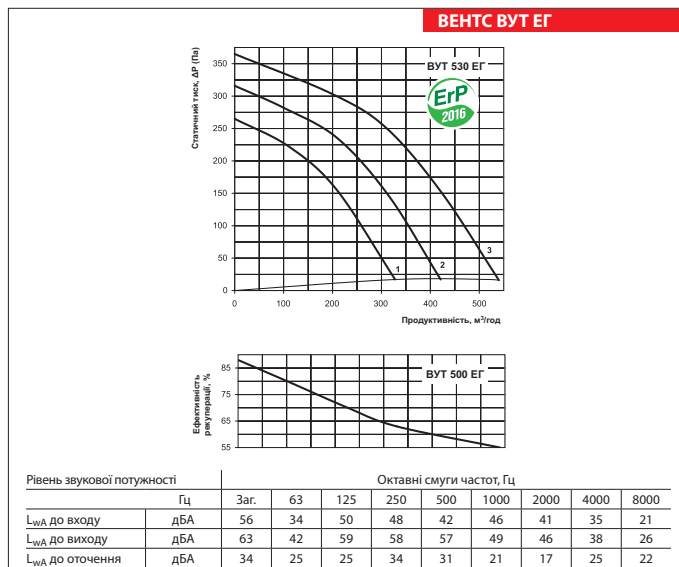 ВЕНТС ВУТ ЕГ
Статичний тиск, ΔP (Па)
350
300
250
200
150
100
50
0
ВУТ 530 ЕГ
ErP
2016
1
2
3
0 100 200 300 400 500
Продуктивність, м³/год
Ефективність
рекуперації, %
85
75
65
55
ВУТ 500 ЕГ
Рівень звукової потужності Октавні смуги частот, Гц
Гц Заг. 63 125 250 500 1000 2000 4000 8000
LwA до входу дБА 56 34 50 48 42 46 41 35 21
LwA до виходу дБА 63 42 59 58 57 49 46 38 26
LwA до оточення дБА 34 25 25 34 31 21 17 25 22